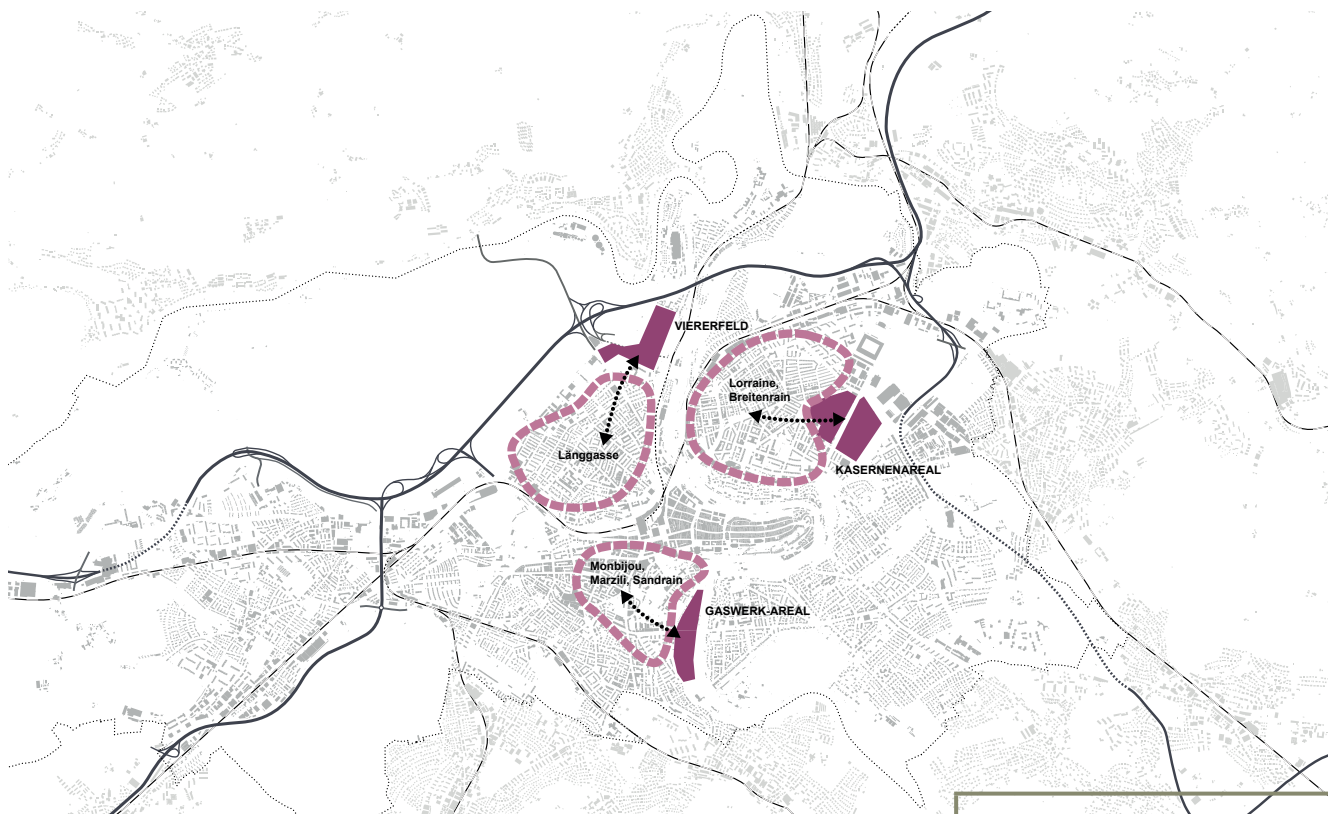 VIERERFELD
Lorraine,
Breitenrain
Länggasse
KASERNENAREAL
Monbijou,
Marzili, Sandrain
GASWERK-AREAL